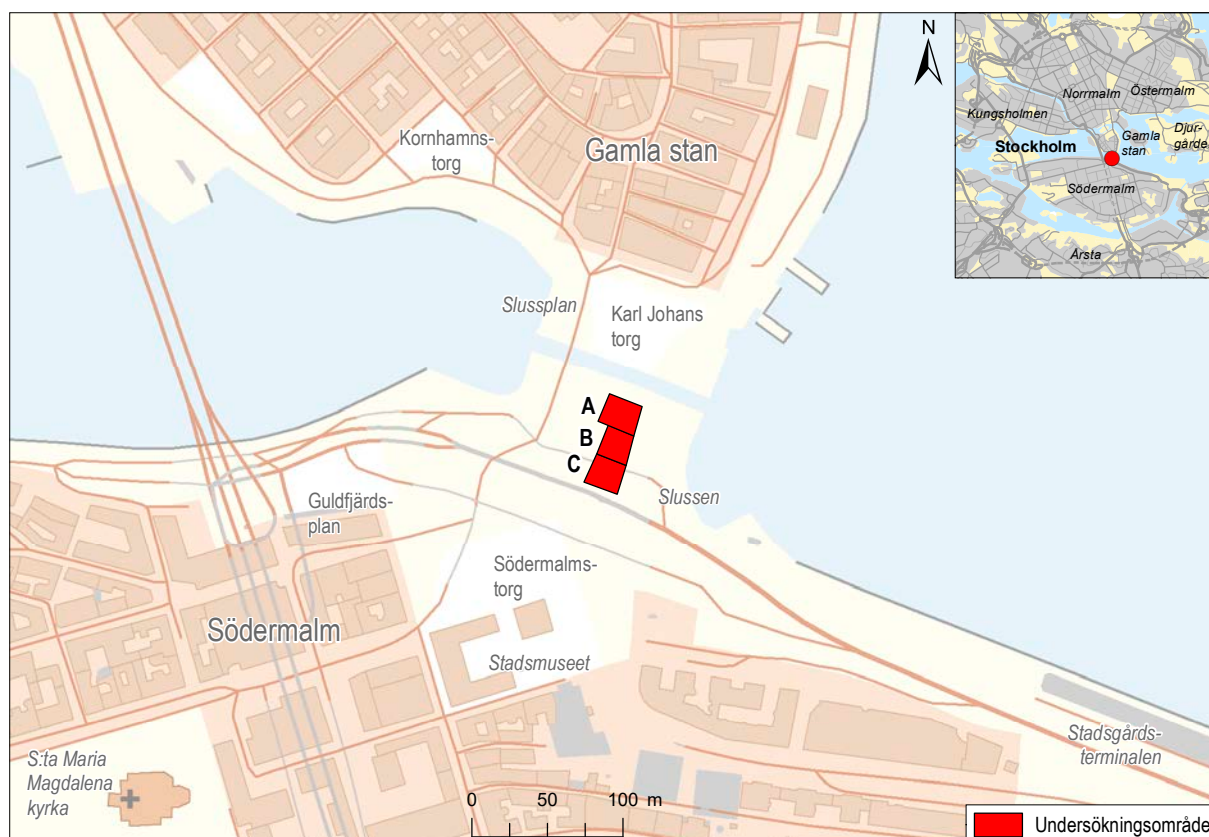 N
Norrmalm
Östermalm
Kungsholmen
Djur-
gårde
Gamla
stan
Stockholm
Södermalm
Årsta
Kornhamns-
torg
Gamla stan
Slussplan
Karl Johans
torg
A
B
C
Slussen
Guldfjärds-
plan
Södermalms-
torg
Södermalm
Stadsmuseet
Stadsgårds-
terminalen
S:ta Maria
Magdalena
kyrka
0 50 100 m
Undersökningsområde